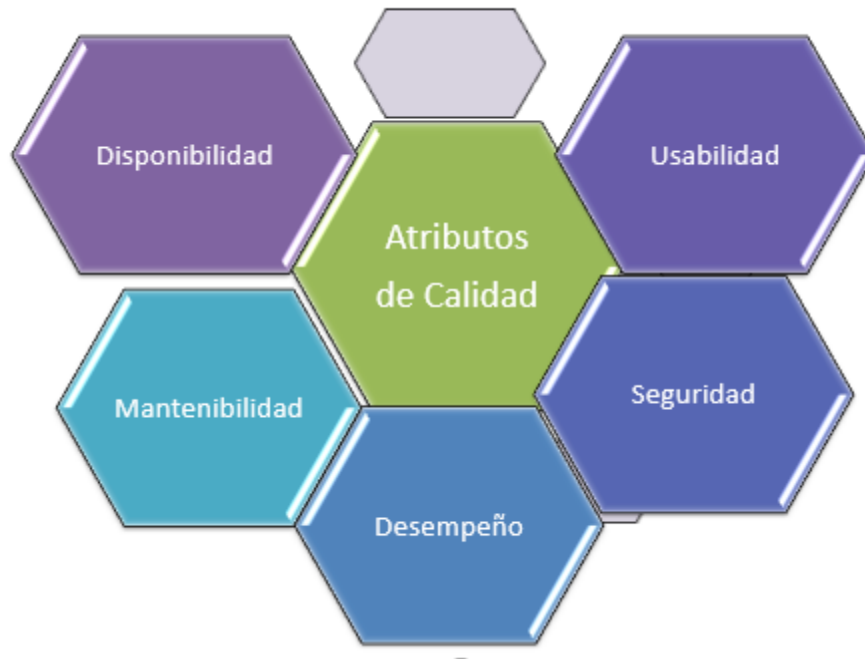 Disponibilidad
Usabilidad
Atributos
de Calidad
Mantenibilidad
Seguridad
Desempeño